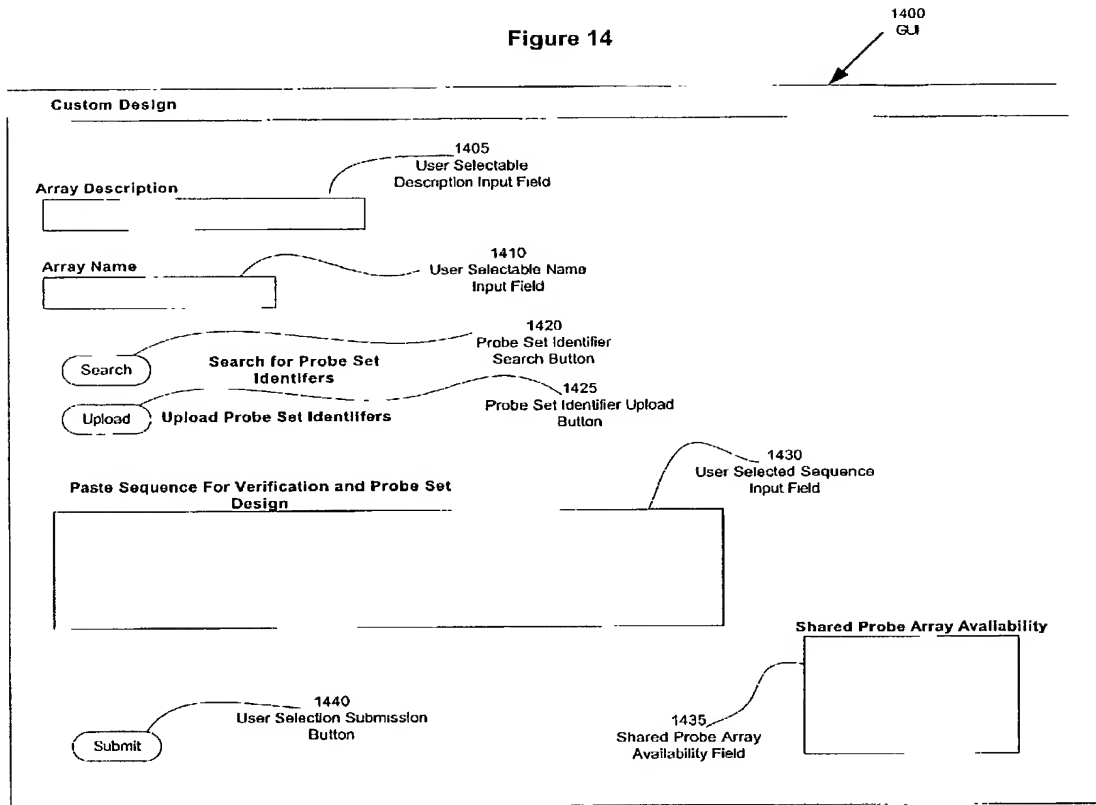 Figure 14
1400
GUI
Custom Design
1405
User Selectable
Description Input Field
Array Description
1410
User Selectable Name
Input Field
Array Name
1420
Probe Set Identifier
Search Button
Search
Search for Probe Set
Identifers
1425
Probe Set Identifier Upload
Button
Upload
Upload Probe Set Identiifers
1430
User Selected Sequence
Input Field
Paste Sequence For Verification and Probe Set
Design
Shared Probe Array Availability
1435
Shared Probe Array
Availability Field
1440
User Selection Submission
Button
Submit